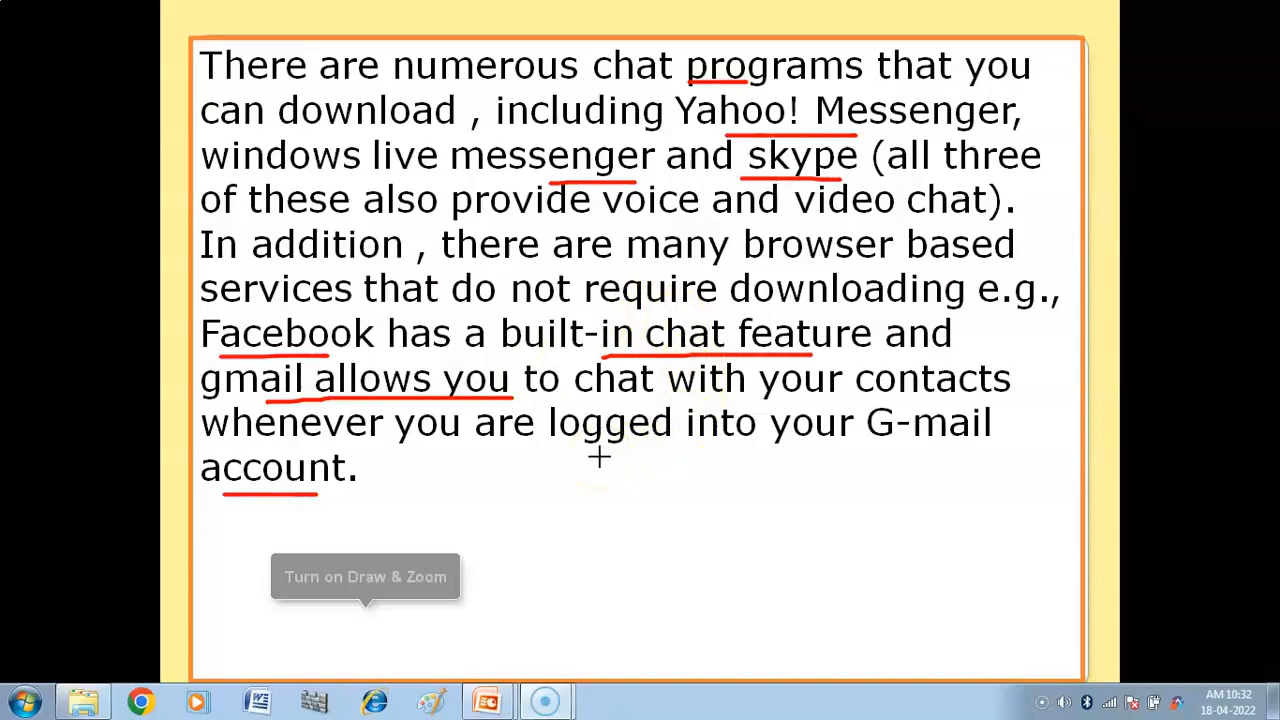 There are numerous chat programs that you
can download , including Yahoo! Messenger,
windows live messenger and skype (all three
of these also provide voice and video chat).
In addition , there are many browser based
services that do not require downloading e.g.,
Facebook has a built-in chat feature and
gmail allows you to chat with your contacts
whenever you are logged into your G-mail
account.
Turn on Draw & Zoom
AM 10:32
18-04-2022